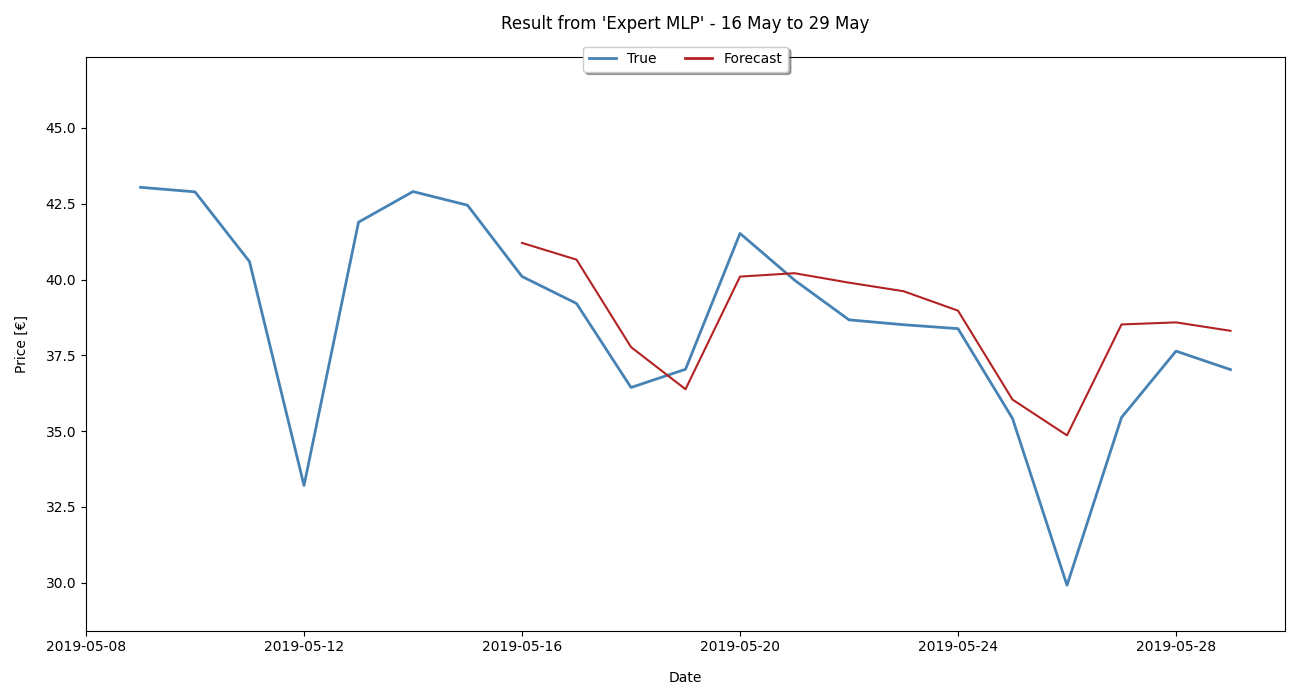 Result from 'Expert MLP' - 16 May to 29 May
True Forecast
45.0
42.5
40.0
37.5
35.0
32.5
30.0
Price [€]
2019-05-08 2019-05-12 2019-05-16 2019-05-20 2019-05-24 2019-05-28
Date